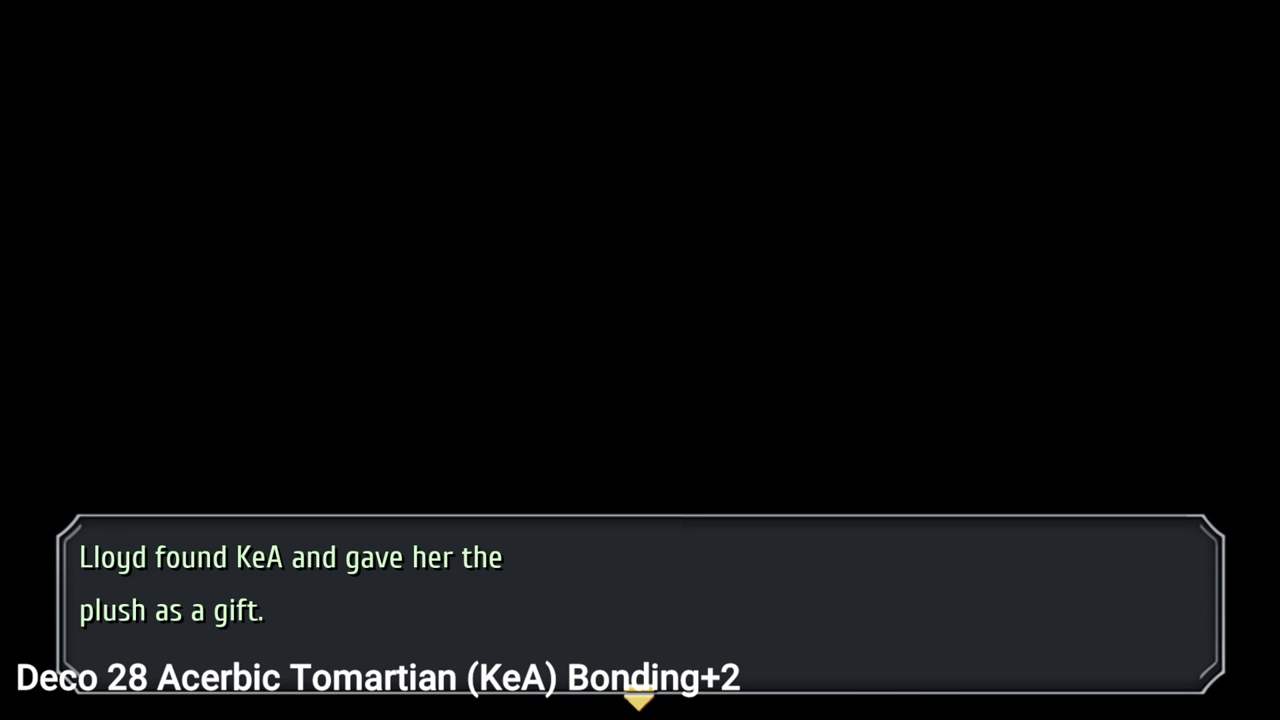 Lloyd found KeA and gave her the
plush as a gift.
Deco 28 Acerbic Tomartian (KeA) Bonding+2